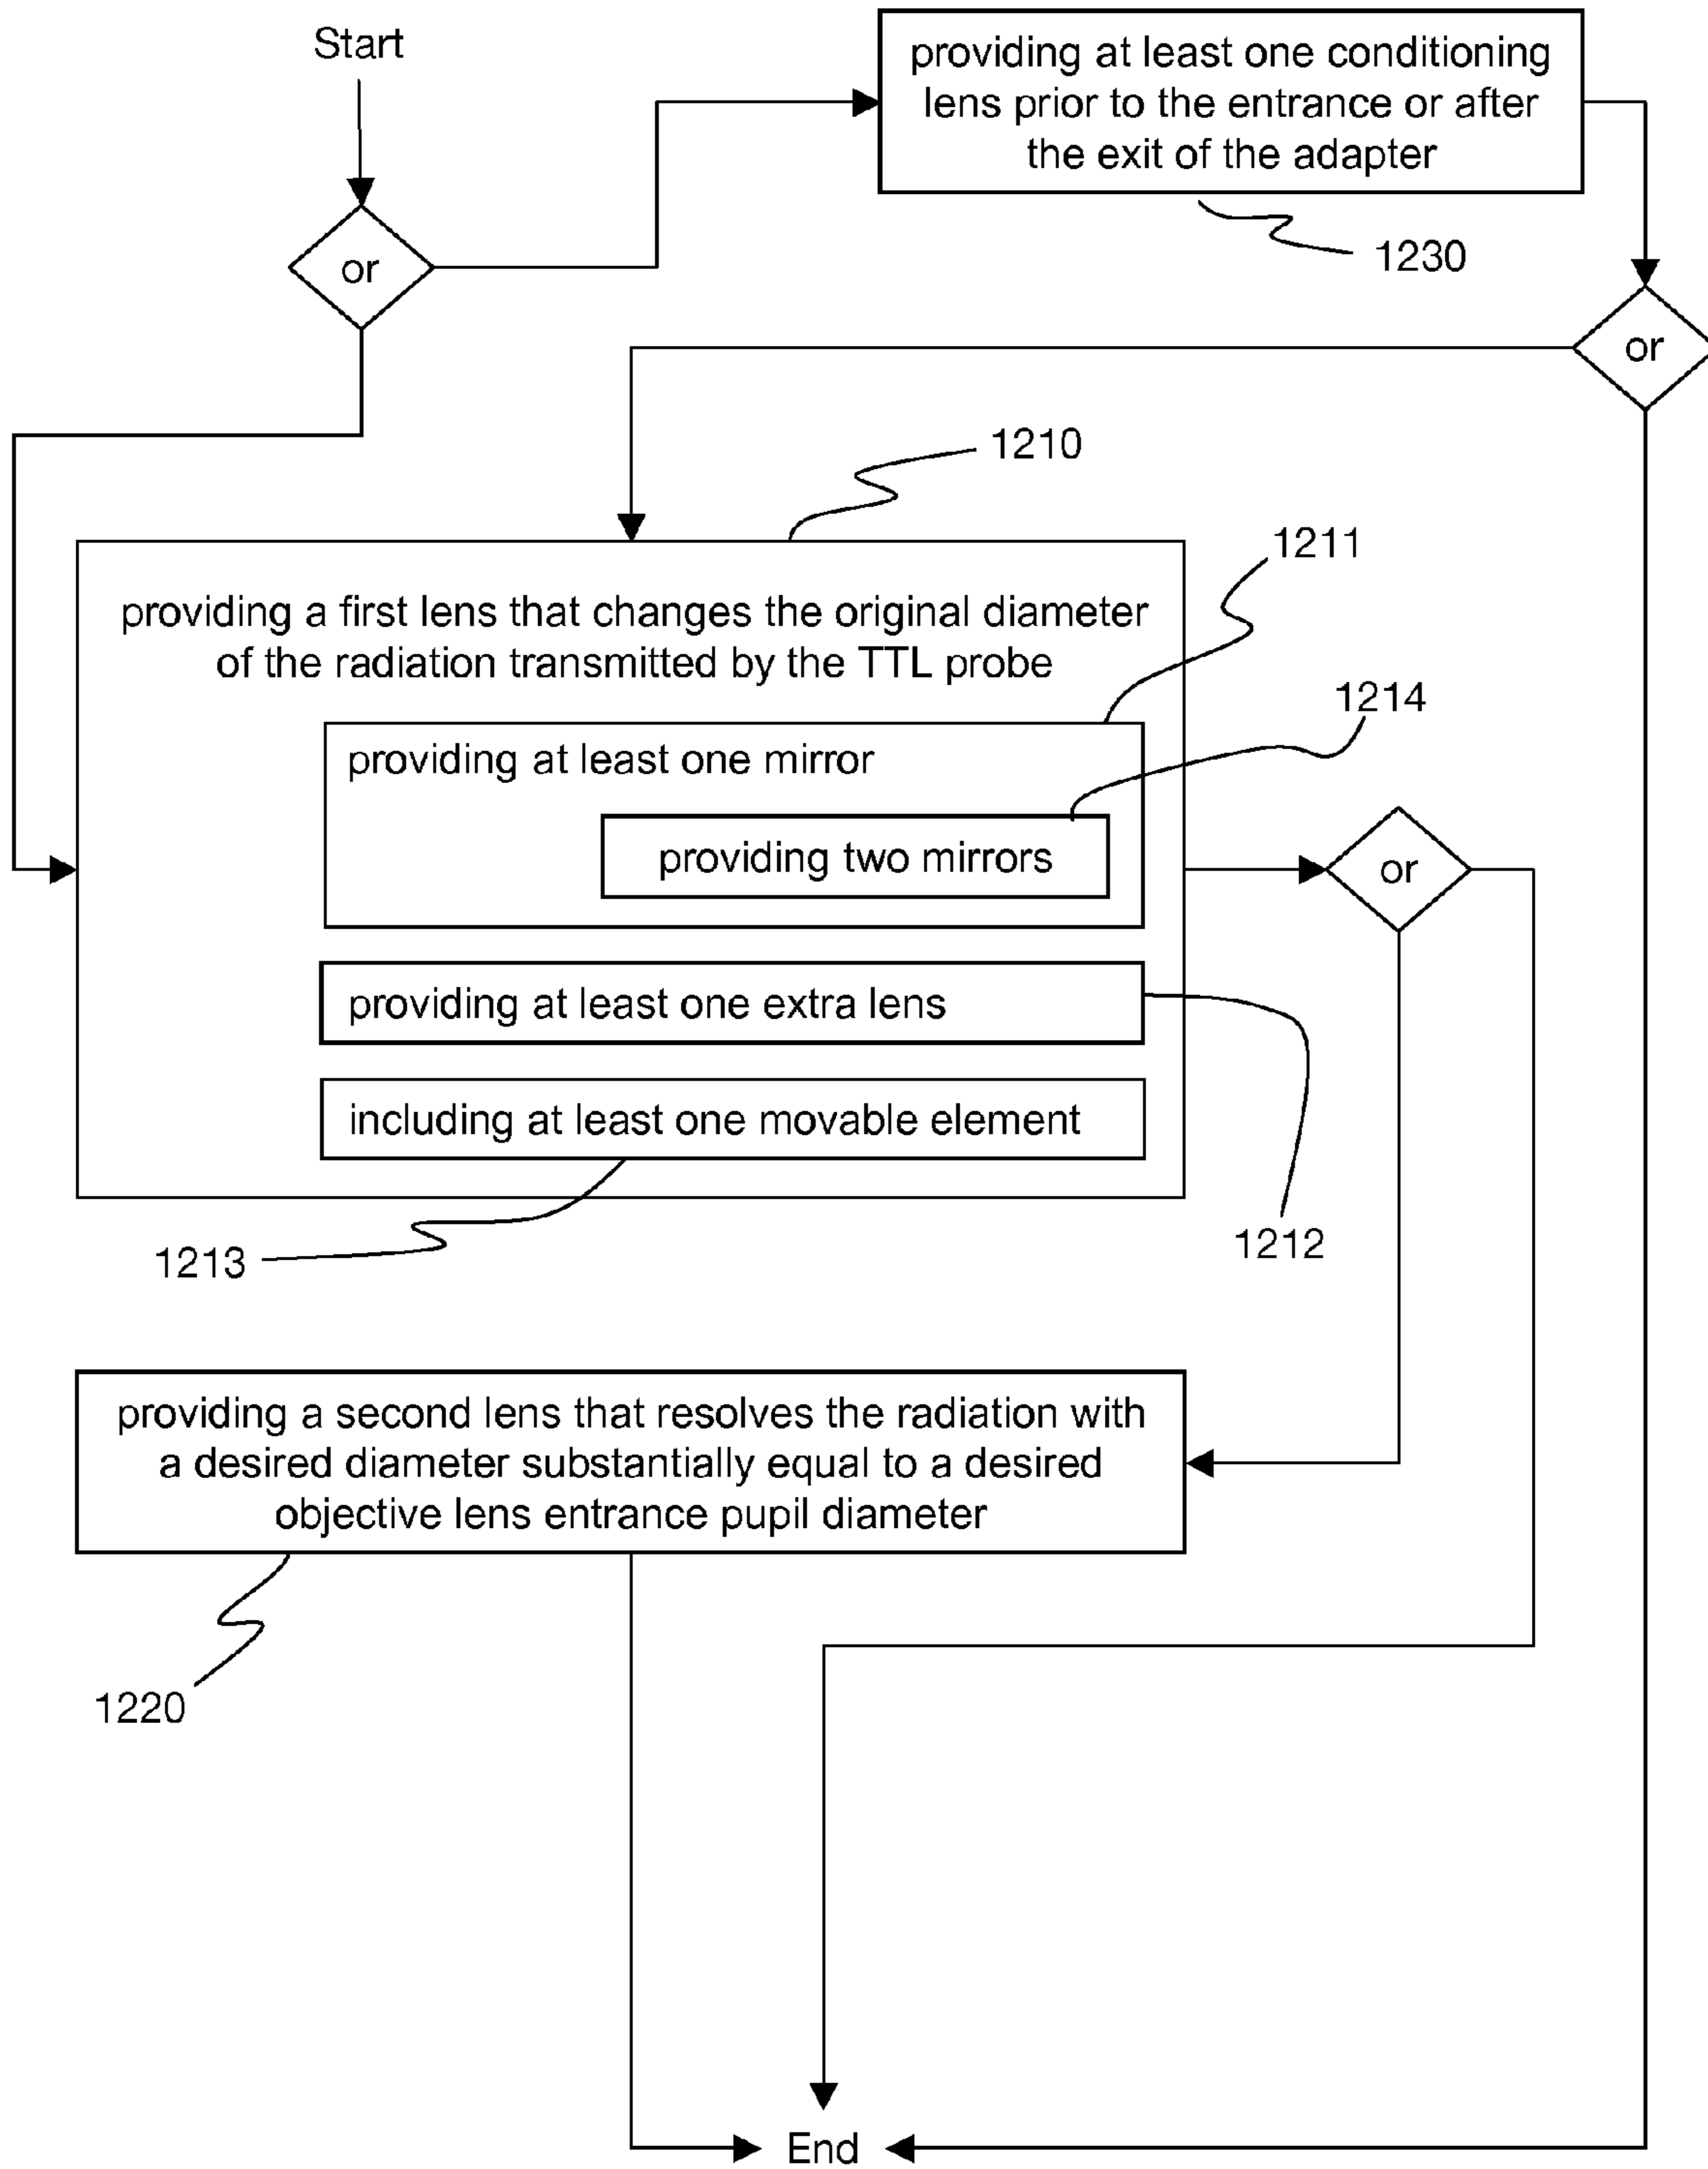 Start
providing at least one conditioning
lens prior to the entrance or after
the exit of the adapter
1230
or
or
1210
1211
providing a first lens that changes the original diameter
of the radiation transmitted by the TTL probe
1214
providing at least one mirror
providing two mirrors
or
providing at least one extra lens
including at least one movable element
1212
1213
providing a second lens that resolves the radiation with
a desired diameter substantially equal to a desired
objective lens entrance pupil diameter
1220
End